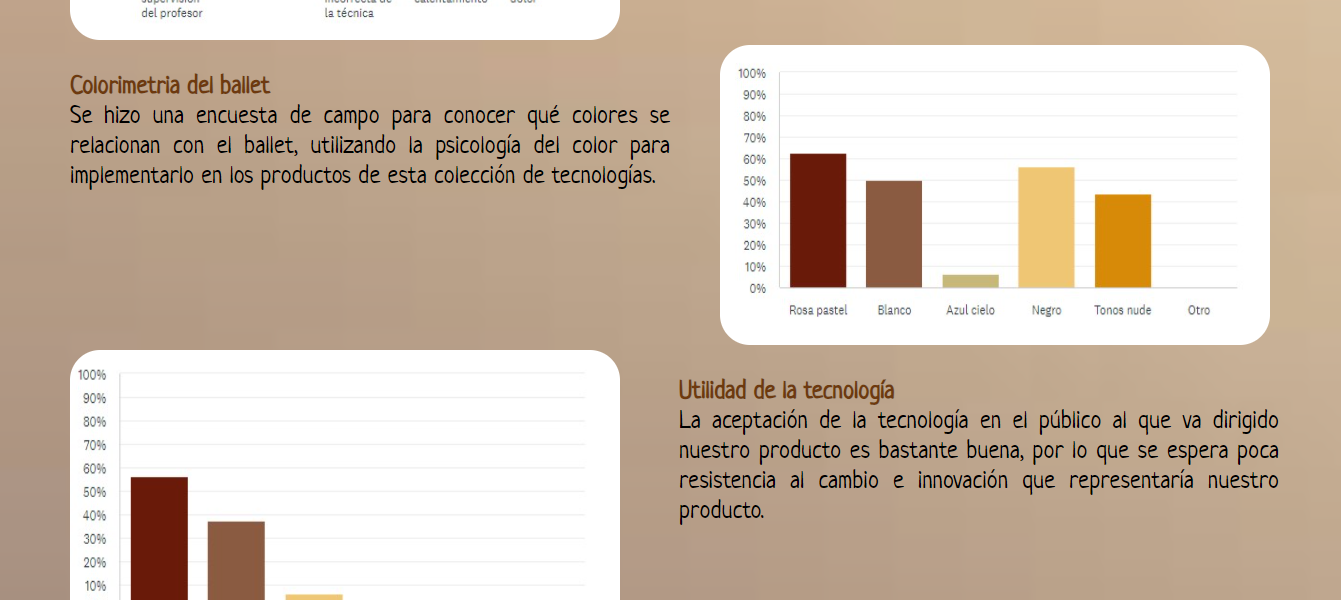 del profesor
la técnica
Colorimetria del ballet
Se hizo una encuesta de campo para conocer qué colores se
relacionan con el ballet, utilizando la psicología del color para
implementarlo en los productos de esta colección de tecnologías.
100%
90%
80%
70%
60%
50%
40%
30%
20%
10%
0%
Rosa pastel Blanco Azul cielo Negro Tonos nude Otro
100%
90%
80%
70%
60%
50%
40%
30%
20%
10%
Utilidad de la tecnología
La aceptación de la tecnología en el público al que va dirigido
nuestro producto es bastante buena, por lo que se espera poca
resistencia al cambio e innovación que representaría nuestro
producto.